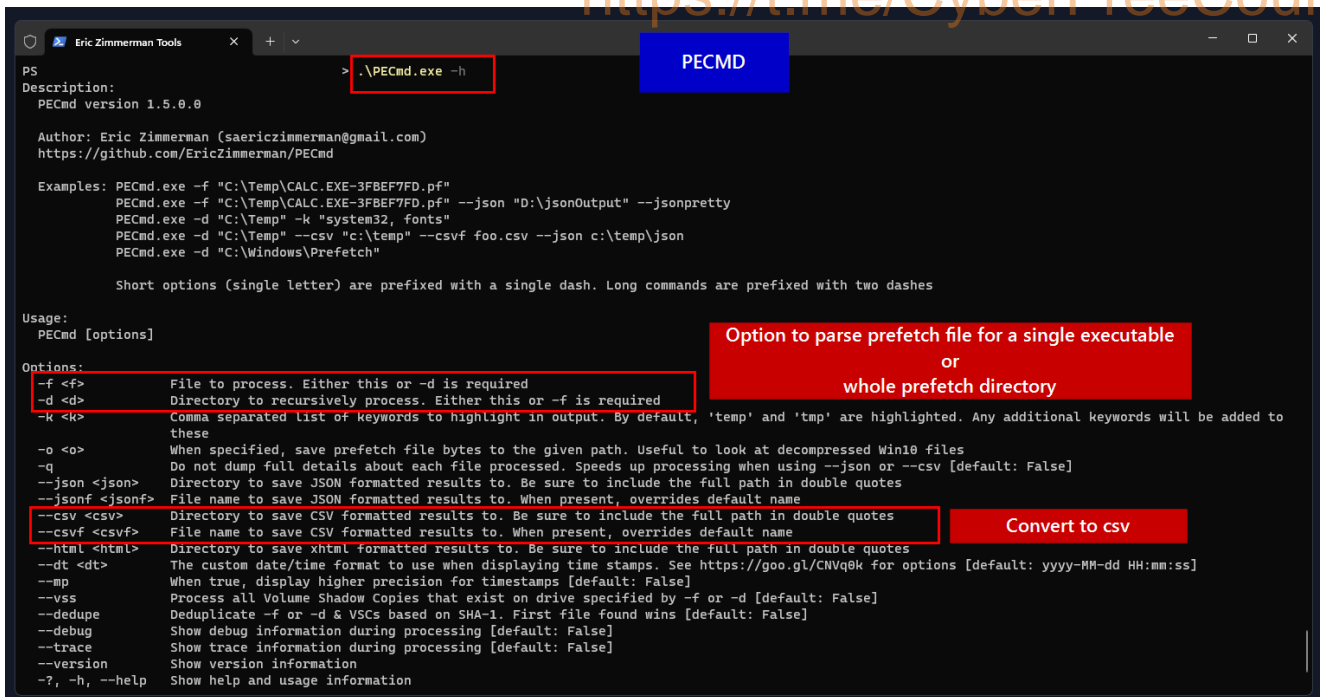 https://t.me/CyberFreeCour
Eric Zimmerman Tools
PECMD
PS > .\PECmd.exe -h
Description:
PECmd version 1.5.0.0
Author: Eric Zimmerman (saericzimmerman@gmail.com)
https://github.com/EricZimmerman/PECmd
Examples: PECmd.exe -f "C:\Temp\CALC.EXE-3FBEF7FD.pf"
PECmd.exe -f "C:\Temp\CALC.EXE-3FBEF7FD.pf" --json "D:\jsonOutput" --jsonpretty
PECmd.exe -d "C:\Temp" -k "system32, fonts"
PECmd.exe -d "C:\Temp" --csv "c:\temp" --csvf foo.csv --json c:\temp\json
PECmd.exe -d "C:\Windows\Prefetch"
Short options (single letter) are prefixed with a single dash. Long commands are prefixed with two dashes
Usage:
PECmd [options]
Option to parse prefetch file for a single executable
or
whole prefetch directory
Options:
-f <f> File to process. Either this or -d is required
-d <d> Directory to recursively process. Either this or -f is required
-k <k> Comma separated list of keywords to highlight in output. By default, 'temp' and 'tmp' are highlighted. Any additional keywords will be added to
these
-o <o> When specified, save prefetch file bytes to the given path. Useful to look at decompressed Win10 files
-q Do not dump full details about each file processed. Speeds up processing when using --json or --csv [default: False]
--json <json> Directory to save JSON formatted results to. Be sure to include the full path in double quotes
--jsonf <jsonf> File name to save JSON formatted results to. When present, overrides default name
--csv <csv> Directory to save CSV formatted results to. Be sure to include the full path in double quotes
--csvf <csvf> File name to save CSV formatted results to. When present, overrides default name
Convert to csv
--html <html> Directory to save xhtml formatted results to. Be sure to include the full path in double quotes
--dt <dt> The custom date/time format to use when displaying time stamps. See https://goo.gl/CNVq0k for options [default: yyyy-MM-dd HH:mm:ss]
--mp When true, display higher precision for timestamps [default: False]
--vss Process all Volume Shadow Copies that exist on drive specified by -f or -d [default: False]
--dedupe Deduplicate -f or -d & VSCs based on SHA-1. First file found wins [default: False]
--debug Show debug information during processing [default: False]
--trace Show trace information during processing [default: False]
--version Show version information
-?, -h, --help Show help and usage information